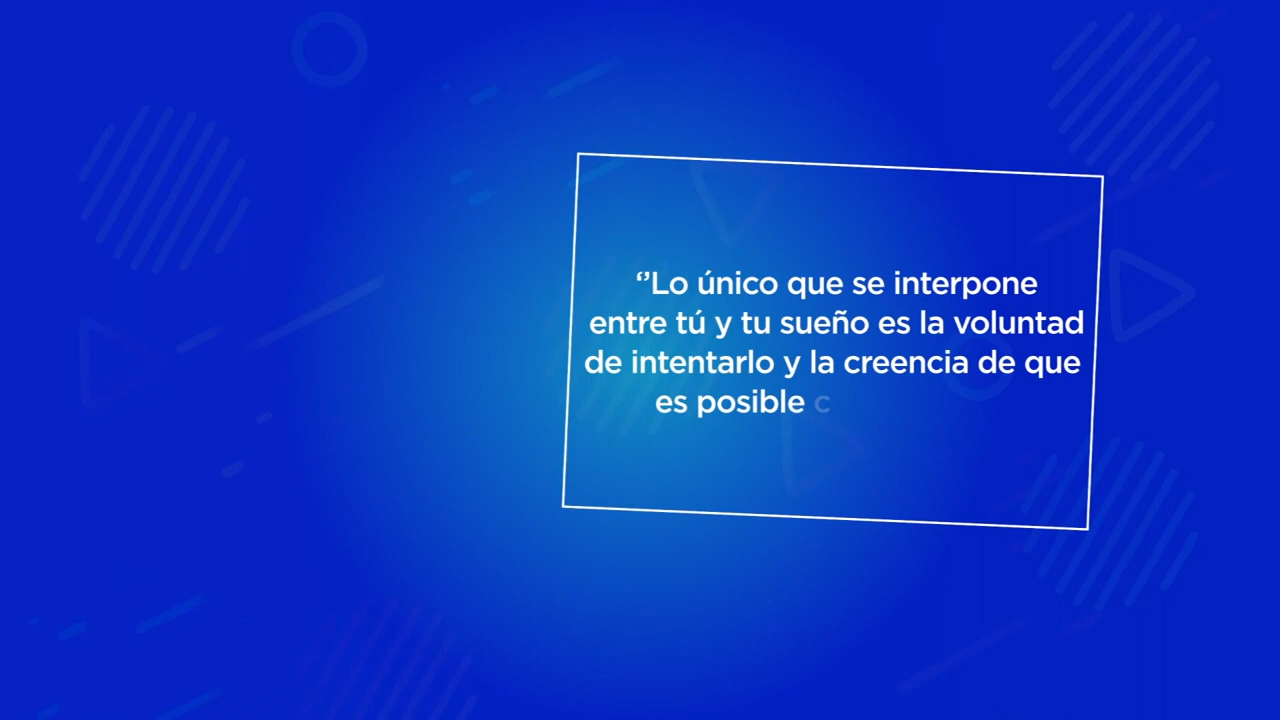 “Lo único que se interpone
entre tú y tu sueño es la voluntad
de intentarlo y la creencia de que
es posible c